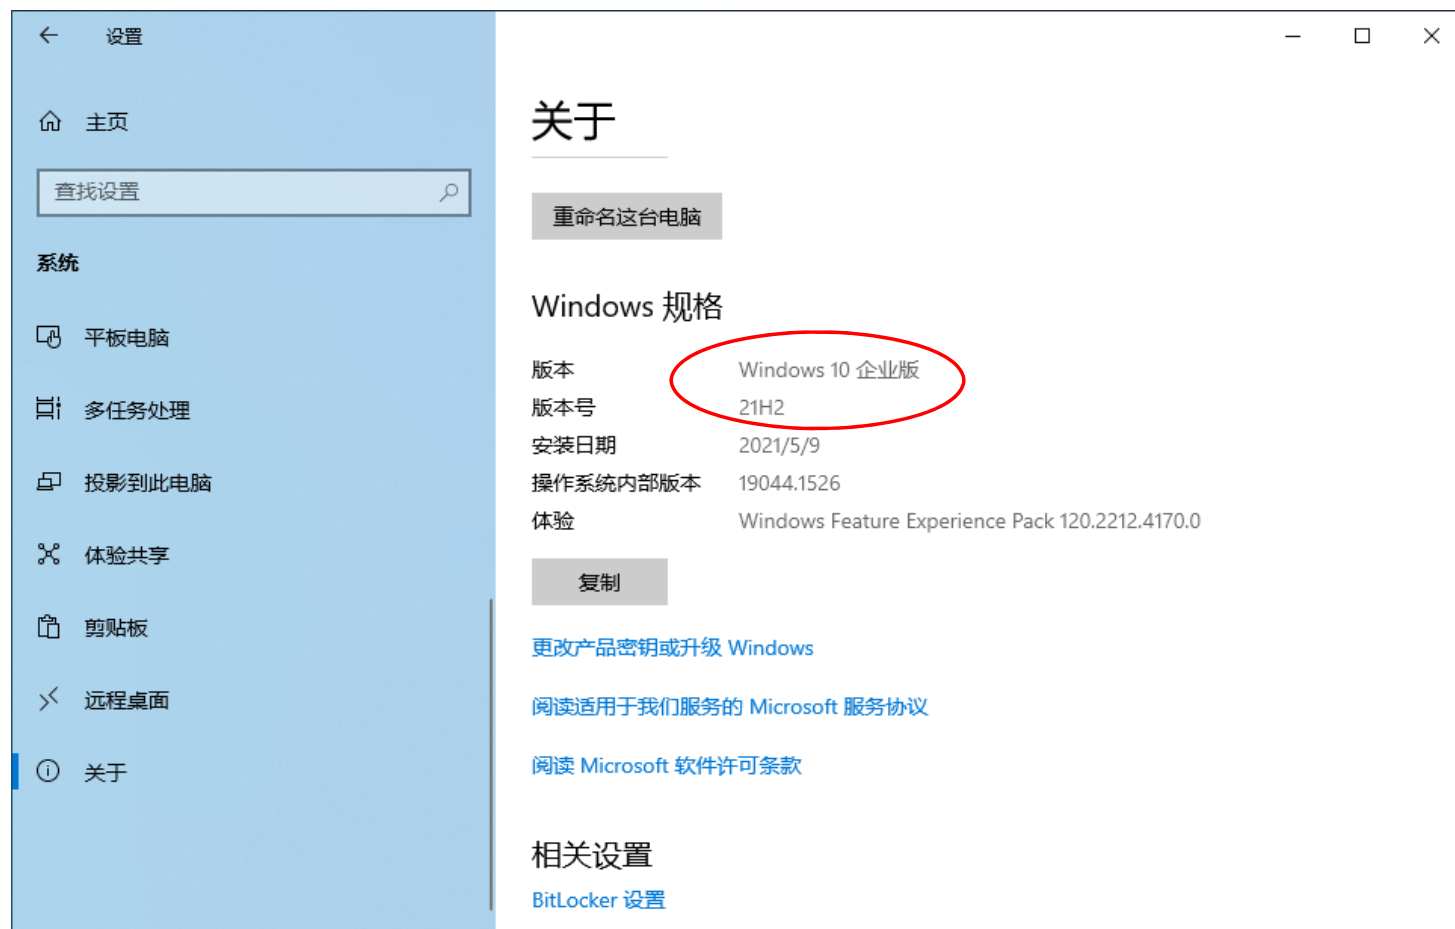 设置
主页
查找设置
系统
平板电脑
多任务处理
投影到此电脑
体验共享
剪贴板
远程桌面
关于
关于
重命名这台电脑
Windows 规格
版本 Windows 10 企业版
版本号 21H2
安装日期 2021/5/9
操作系统内部版本 19044.1526
体验 Windows Feature Experience Pack 120.2212.4170.0
复制
更改产品密钥或升级 Windows
阅读适用于我们服务的 Microsoft 服务协议
阅读 Microsoft 软件许可条款
相关设置
BitLocker 设置